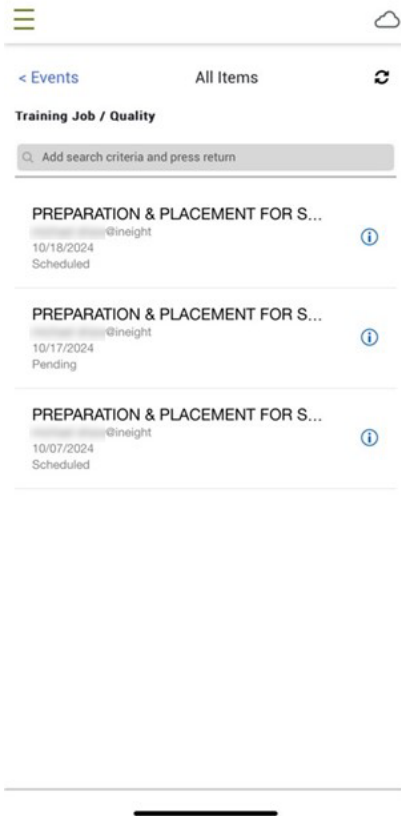 < Events All Items
Training Job / Quality
Add search criteria and press return
PREPARATION & PLACEMENT FOR S...
@ineight
10/18/2024
Scheduled
PREPARATION & PLACEMENT FOR S...
@ineight
10/17/2024
Pending
PREPARATION & PLACEMENT FOR S...
@ineight
10/07/2024
Scheduled